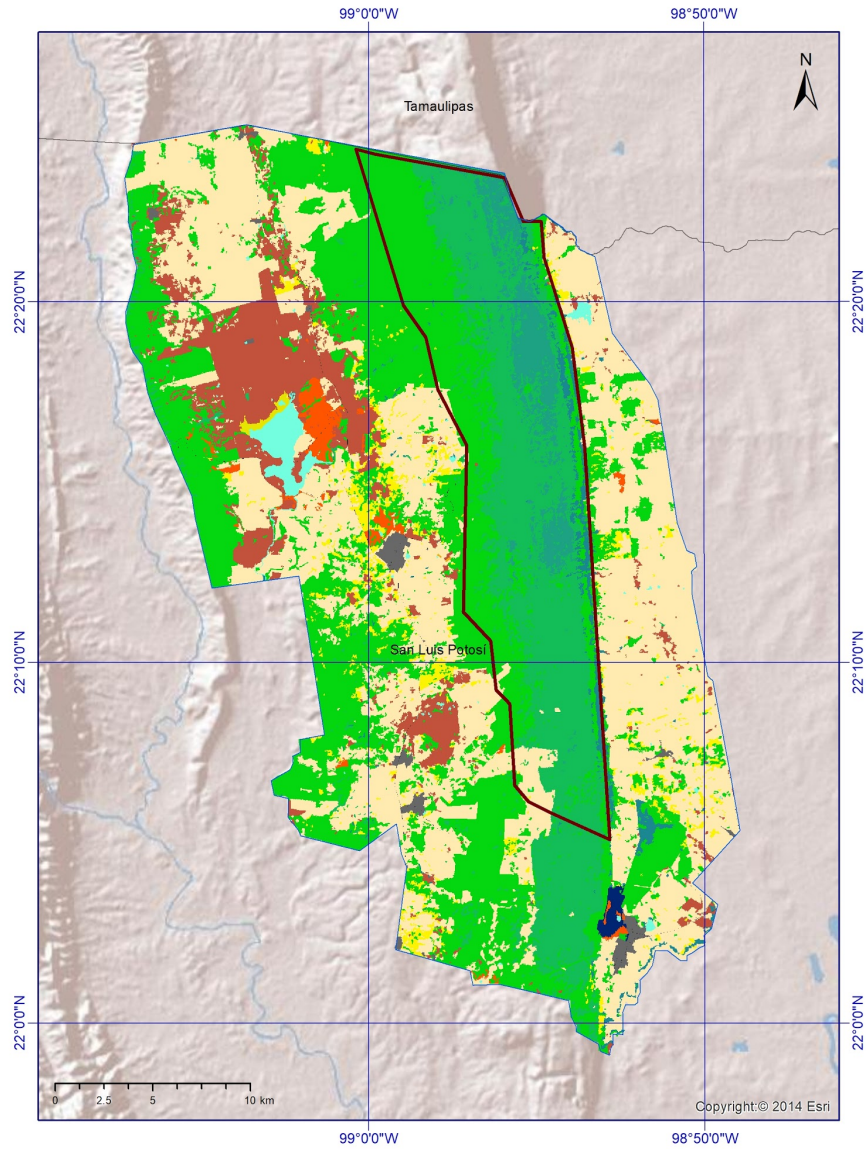 99°0'0"W 98°50'0"W
N
Tamaulipas
22°20'0"N 22°20'0"N
San Luis Potosí
22°10'0"N 22°10'0"N
22°0'0"N 22°0'0"N
0 2.5 5 10 km
Copyright:© 2014 Esri
99°0'0"W 98°50'0"W